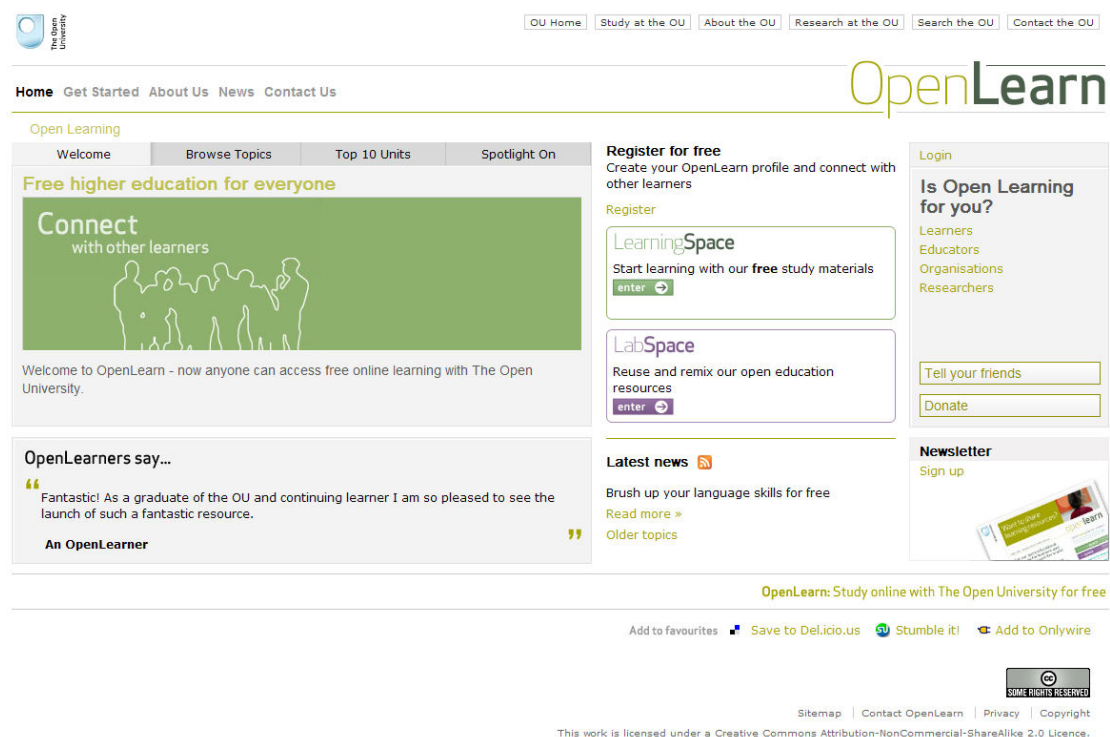 The Open
University
OU Home
Study at the OU
About the OU
Research at the OU
Search the OU
Contact the OU
Home Get Started About Us News Contact Us
OpenLearn
Open Learning
Welcome
Browse Topics
Top 10 Units
Spotlight On
Free higher education for everyone
Connect
with other learners
Welcome to OpenLearn - now anyone can access free online learning with The Open
University.
OpenLearners say...
“
Fantastic! As a graduate of the OU and continuing learner I am so pleased to see the
launch of such a fantastic resource.
”
An OpenLearner
Register for free
Create your OpenLearn profile and connect with
other learners
Register
LearningSpace
Start learning with our free study materials
enter
LabSpace
Reuse and remix our open education
resources
enter
Latest news
Brush up your language skills for free
Read more »
Older topics
Login
Is Open Learning
for you?
Learners
Educators
Organisations
Researchers
Tell your friends
Donate
Newsletter
Sign up
Want to share
learning resources?
openlearn
OpenLearn: Study online with The Open University for free
Add to favourites
Save to Del.icio.us
Stumble it!
Add to Onlywire
cc
SOME RIGHTS RESERVED
Sitemap | Contact OpenLearn | Privacy | Copyright
This work is licensed under a Creative Commons Attribution-NonCommercial-ShareAlike 2.0 Licence.